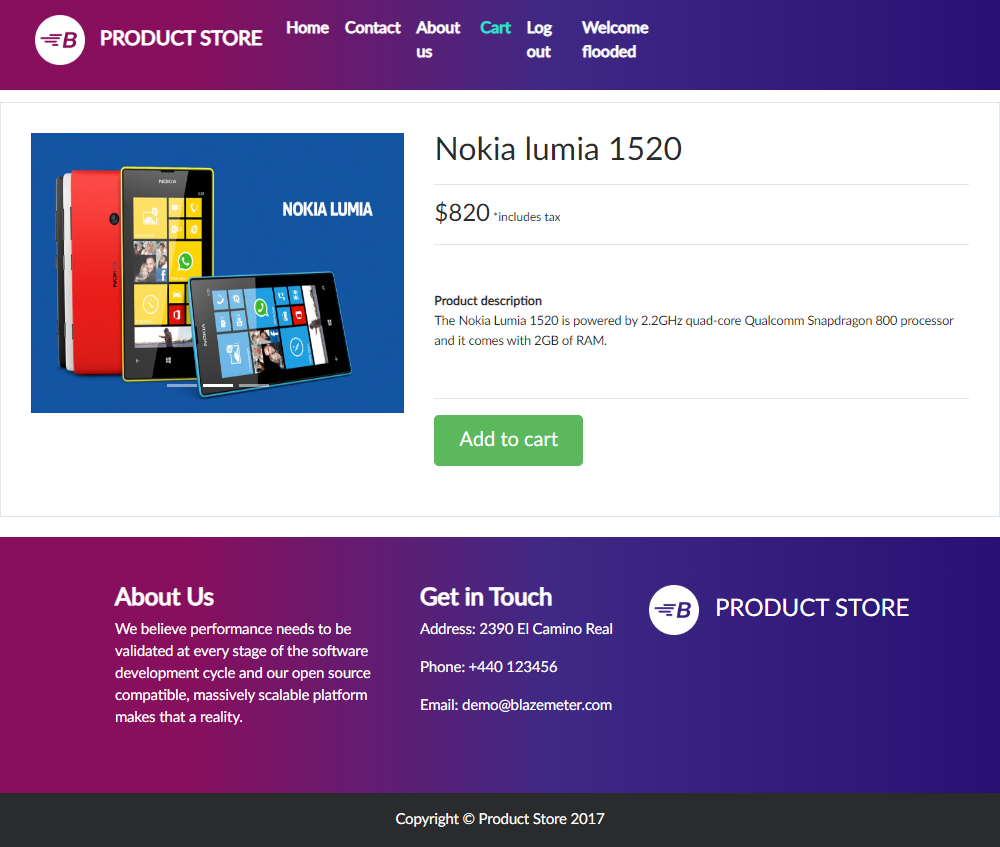 B PRODUCT STORE Home Contact About us Cart Log out Welcome flooded
Nokia lumia 1520
NOKIA
NOKIA LUMIA
NOKIA
NOKIA
$820 *includes tax
Product description
The Nokia Lumia 1520 is powered by 2.2GHz quad-core Qualcomm Snapdragon 800 processor
and it comes with 2GB of RAM.
Add to cart
About Us
We believe performance needs to be
validated at every stage of the software
development cycle and our open source
compatible, massively scalable platform
makes that a reality.
Get in Touch
Address: 2390 El Camino Real
Phone: +440 123456
Email: demo@blazemeter.com
B PRODUCT STORE
Copyright © Product Store 2017